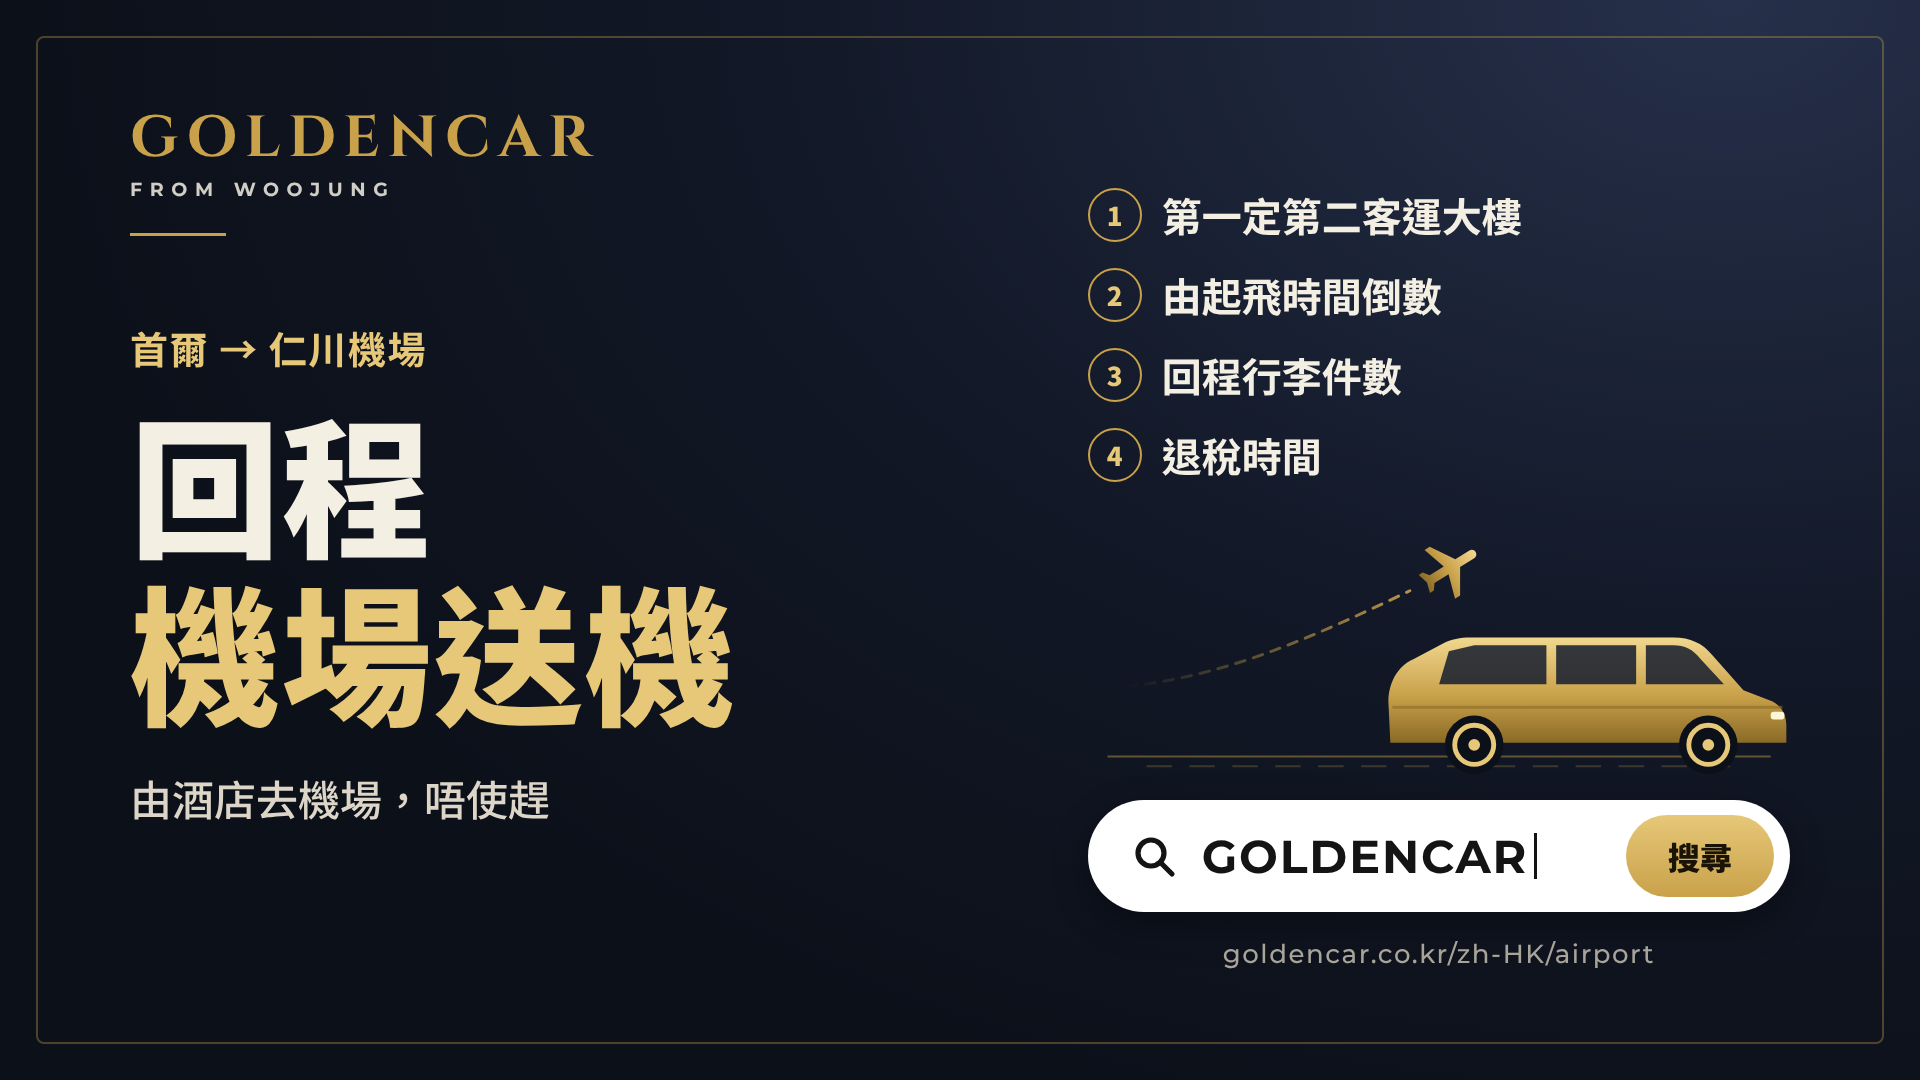 GOLDENCAR
FROM WOOJUNG
首爾 → 仁川機場
回程
機場送機
由酒店去機場，唔使趕
1 第一定第二客運大樓
2 由起飛時間倒數
3 回程行李件數
4 退稅時間
GOLDENCAR
搜尋
goldencar.co.kr/zh-HK/airport